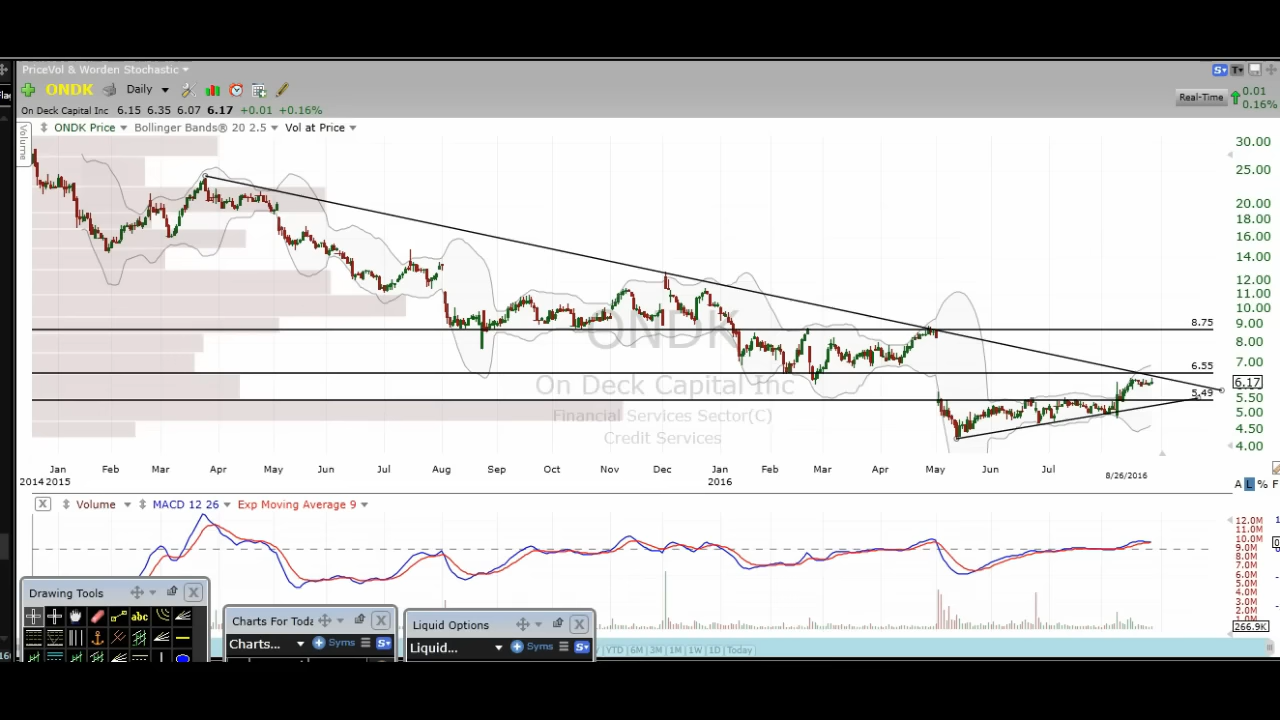 PriceVol & Worden Stochastic
ONDK Daily
On Deck Capital Inc 6.15 6.35 6.07 6.17 +0.01 +0.16%
Real-Time 0.01
0.16%
ONDK Price Bollinger Bands® 20 2.5 Vol at Price
Volume
30.00
25.00
20.00
18.00
16.00
14.00
12.00
11.00
10.00
9.00
8.00
7.00
6.17
5.50
5.00
4.50
4.00
8.75
6.55
5.49
ONDK
On Deck Capital Inc
Financial Services Sector(C)
Credit Services
Jan Feb Mar Apr May Jun Jul Aug Sep Oct Nov Dec Jan Feb Mar Apr May Jun Jul
2014 2015 2016 8/26/2016
A L % F
X Volume MACD 12 26 Exp Moving Average 9
12.0M
11.0M
10.0M
9.0M
8.0M
7.0M
6.0M
5.0M
4.0M
3.0M
2.0M
1.0M
266.9K
Drawing Tools X
abc
Charts For Toda X
Charts... Syms S
Liquid Options X
Liquid... Syms S
YTD 6M 3M 1M 1W 1D Today